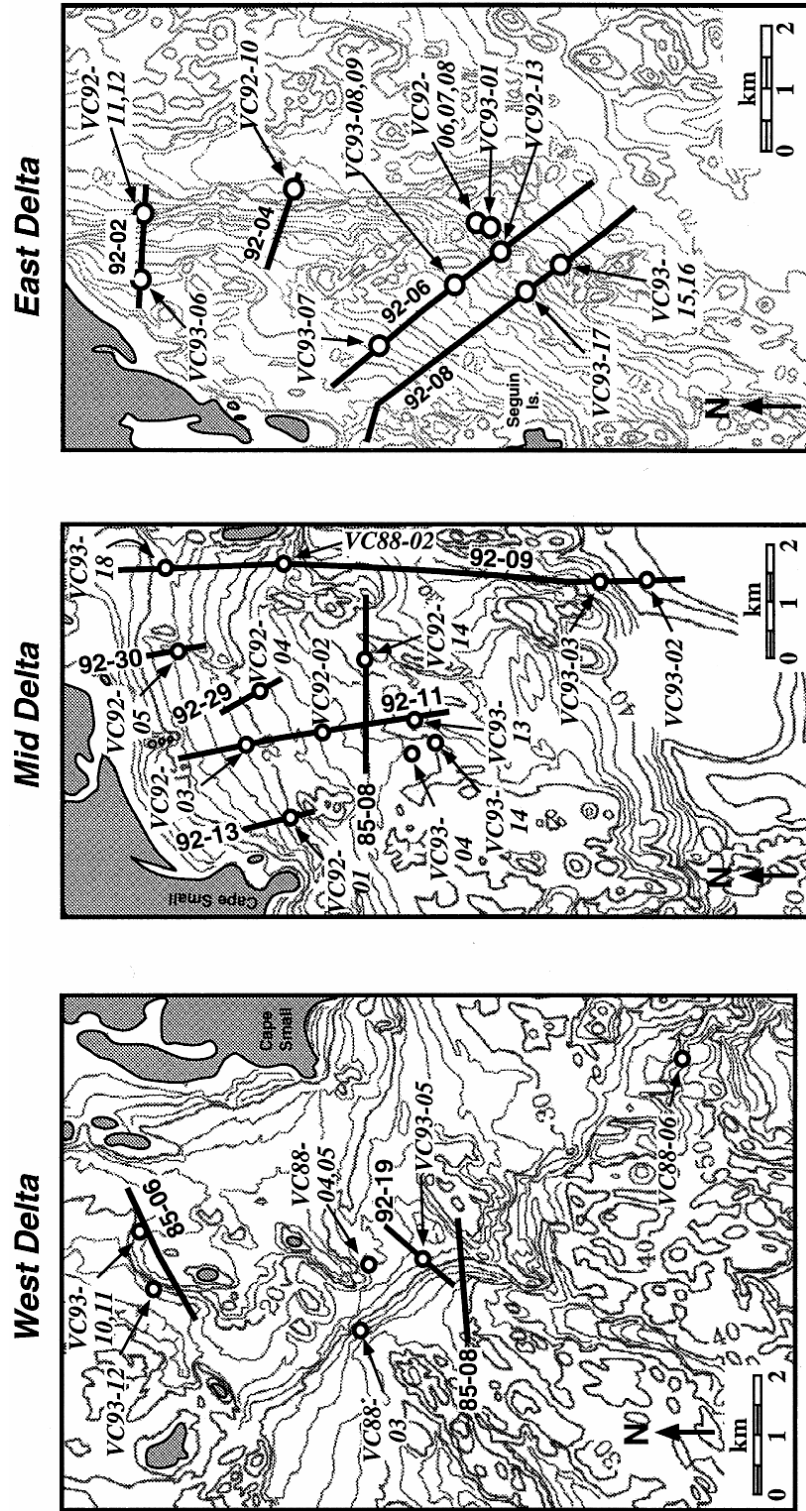 West Delta
VC93-
10,11
VC93-12
85-06
Cape
Small
VC88-
04,05
92-19
VC93-05
VC88-
03
85-08
VC88-06
20
30
40
40
50
N
km
0 1 2
Mid Delta
VC93-
18
92-30
VC92-
05
92-29
VC92-
04
VC92-
03
92-13
VC92-02
VC88-02
Cape Small
VC92-
01
85-08
92-11
VC92-
14
92-09
VC93-
04
VC93-
14
VC93-
13
VC93-03
VC93-02
40
60
N
km
0 1 2
East Delta
VC92-
11,12
92-02
VC93-06
VC92-10
92-04
VC93-07
VC93-08,09
92-06
VC92-
06,07,08
VC93-01
VC92-13
92-08
VC93-17
VC93-
15,16
Seguin
Is.
N
km
0 1 2